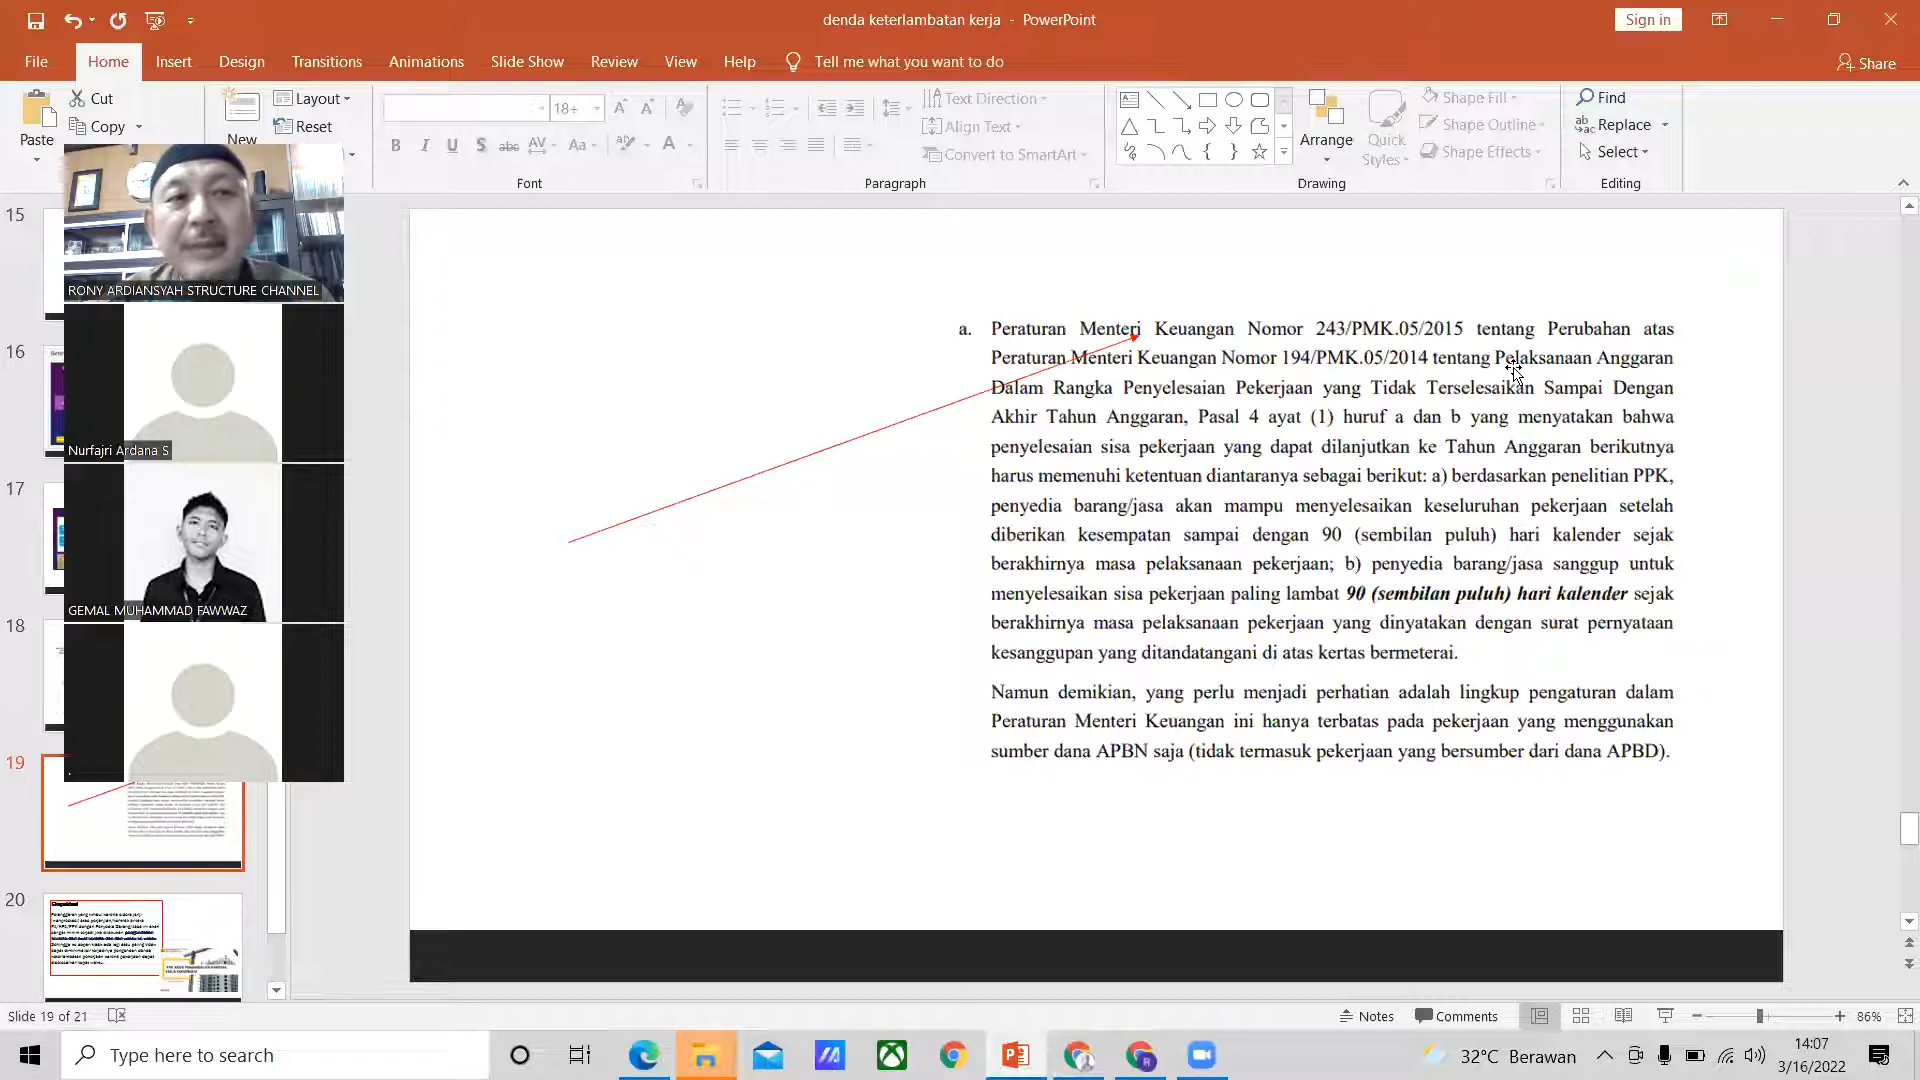 denda keterlambatan kerja - PowerPoint
Sign in
File Home Insert Design Transitions Animations Slide Show Review View Help Tell me what you want to do Share
Paste
Cut
Copy
New
Layout
Reset
18+
B I U S abc AV Aa A
Font
Text Direction
Align Text
Convert to SmartArt
Paragraph
Arrange
Quick Styles
Shape Fill
Shape Outline
Shape Effects
Drawing
Find
Replace
Select
Editing
RONY ARDIANSYAH STRUCTURE CHANNEL
Nurfajri Ardana S
GEMAL MUHAMMAD FAWWAZ
15
16
17
18
19
20
a. Peraturan Menteri Keuangan Nomor 243/PMK.05/2015 tentang Perubahan atas
Peraturan Menteri Keuangan Nomor 194/PMK.05/2014 tentang Pelaksanaan Anggaran
Dalam Rangka Penyelesaian Pekerjaan yang Tidak Terselesaikan Sampai Dengan
Akhir Tahun Anggaran, Pasal 4 ayat (1) huruf a dan b yang menyatakan bahwa
penyelesaian sisa pekerjaan yang dapat dilanjutkan ke Tahun Anggaran berikutnya
harus memenuhi ketentuan diantaranya sebagai berikut: a) berdasarkan penelitian PPK,
penyedia barang/jasa akan mampu menyelesaikan keseluruhan pekerjaan setelah
diberikan kesempatan sampai dengan 90 (sembilan puluh) hari kalender sejak
berakhirnya masa pelaksanaan pekerjaan; b) penyedia barang/jasa sanggup untuk
menyelesaikan sisa pekerjaan paling lambat 90 (sembilan puluh) hari kalender sejak
berakhirnya masa pelaksanaan pekerjaan yang dinyatakan dengan surat pernyataan
kesanggupan yang ditandatangani di atas kertas bermeterai.
Namun demikian, yang perlu menjadi perhatian adalah lingkup pengaturan dalam
Peraturan Menteri Keuangan ini hanya terbatas pada pekerjaan yang menggunakan
sumber dana APBN saja (tidak termasuk pekerjaan yang bersumber dari dana APBD).
Slide 19 of 21
Notes
Comments
86%
Type here to search
32°C Berawan
14:07
3/16/2022